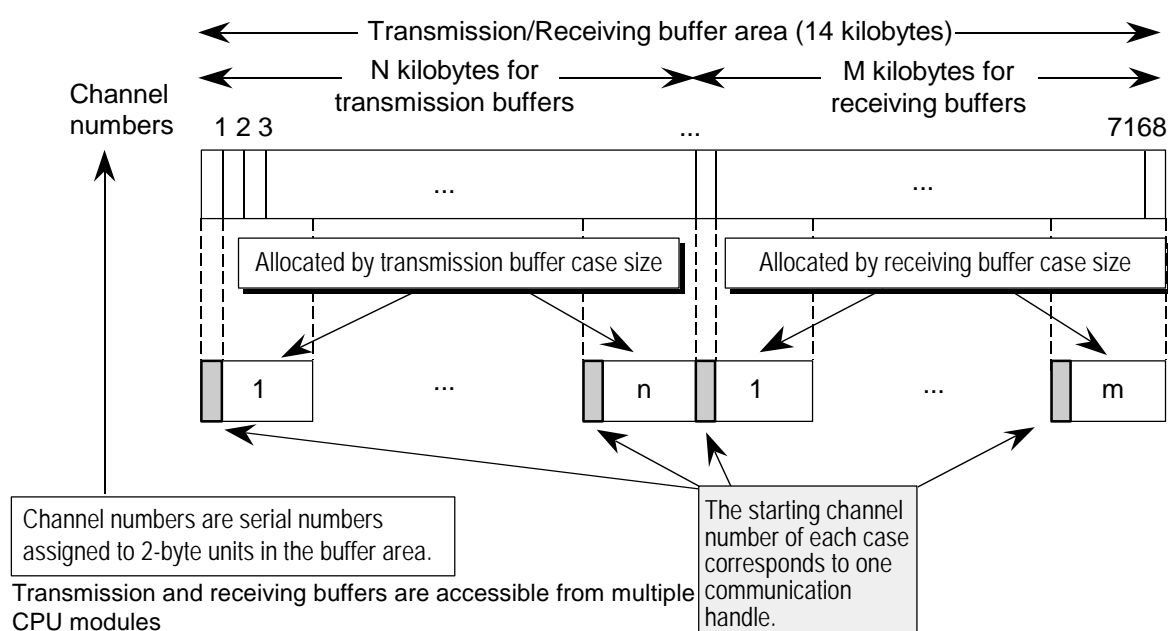 Transmission/Receiving buffer area (14 kilobytes)
N kilobytes for
transmission buffers
M kilobytes for
receiving buffers
Channel
numbers
1 2 3
...
7168
...
...
Allocated by transmission buffer case size
Allocated by receiving buffer case size
1
...
n
1
...
m
Channel numbers are serial numbers
assigned to 2-byte units in the buffer area.
The starting channel
number of each case
corresponds to one
communication
handle.
Transmission and receiving buffers are accessible from multiple
CPU modules